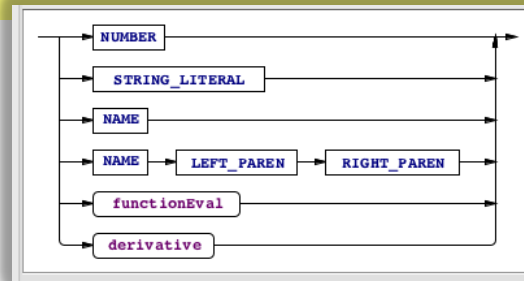 NUMBER
STRING_LITERAL
NAME
NAME LEFT_PAREN RIGHT_PAREN
functionEval
derivative